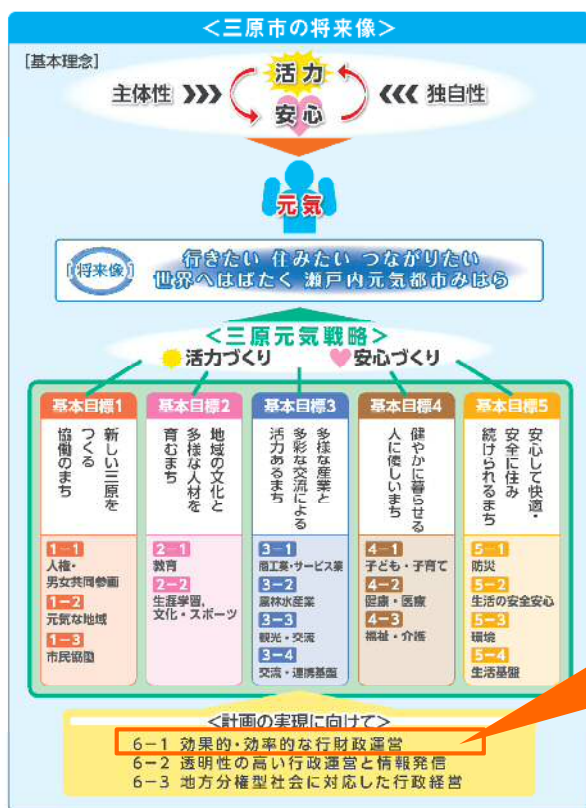 ＜三原市の将来像＞
[基本理念]
主体性 》》》 活力 《《《 独自性
安心
元気
[将来像]
行きたい 住みたい つながりたい
世界へはばたく 瀬戸内元気都市みはら
＜三原元気戦略＞
活力づくり 安心づくり
基本目標1
新しい三原を
つくる
協働のまち
1－1
人権・
男女共同参画
1－2
元気な地域
1－3
市民協働
基本目標2
地域の文化と
多様な人材を
育むまち
2－1
教育
2－2
生涯学習,
文化・スポーツ
基本目標3
多様な産業と
多彩な交流による
活力あるまち
3－1
商工業・サービス業
3－2
農林水産業
3－3
観光・交流
3－4
交流・連携基盤
基本目標4
健やかに暮らせる
人に優しいまち
4－1
子ども・子育て
4－2
健康・医療
4－3
福祉・介護
基本目標5
安心して快適・
安全に住み
続けられるまち
5－1
防災
5－2
生活の安全安心
5－3
環境
5－4
生活基盤
＜計画の実現に向けて＞
6－1 効果的・効率的な行財政運営
6－2 透明性の高い行政運営と情報発信
6－3 地方分権型社会に対応した行政経営